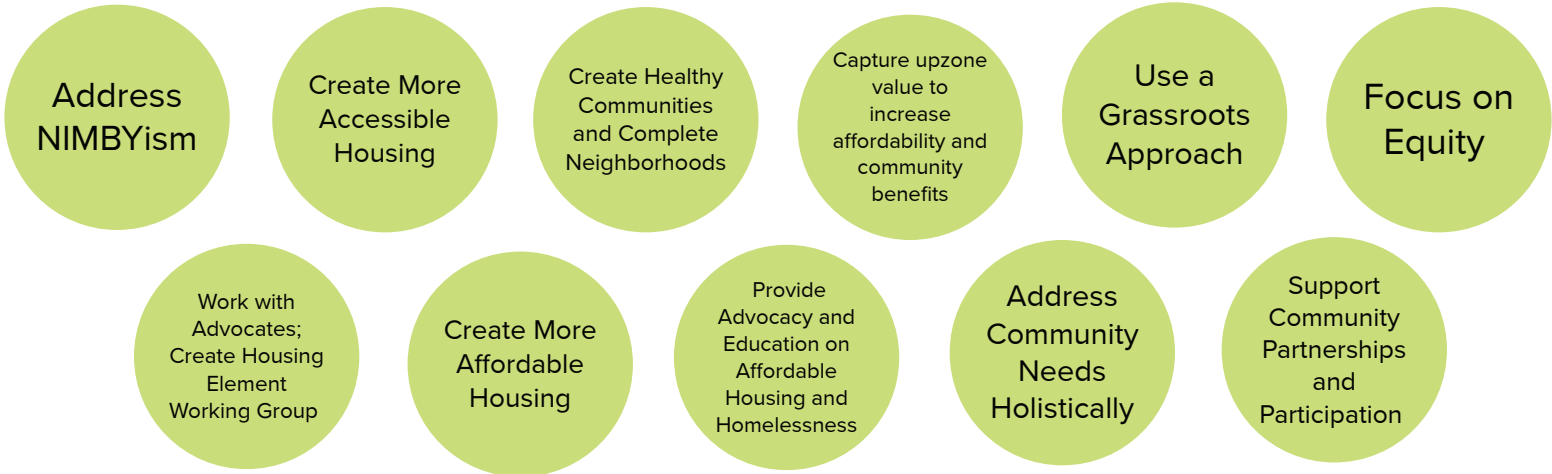 Address
NIMBYism
Create More
Accessible
Housing
Create Healthy
Communities
and Complete
Neighborhoods
Capture upzone
value to
increase
affordability and
community
benefits
Use a
Grassroots
Approach
Focus on
Equity
Work with
Advocates;
Create Housing
Element
Working Group
Create More
Affordable
Housing
Provide
Advocacy and
Education on
Affordable
Housing and
Homelessness
Address
Community
Needs
Holistically
Support
Community
Partnerships
and
Participation